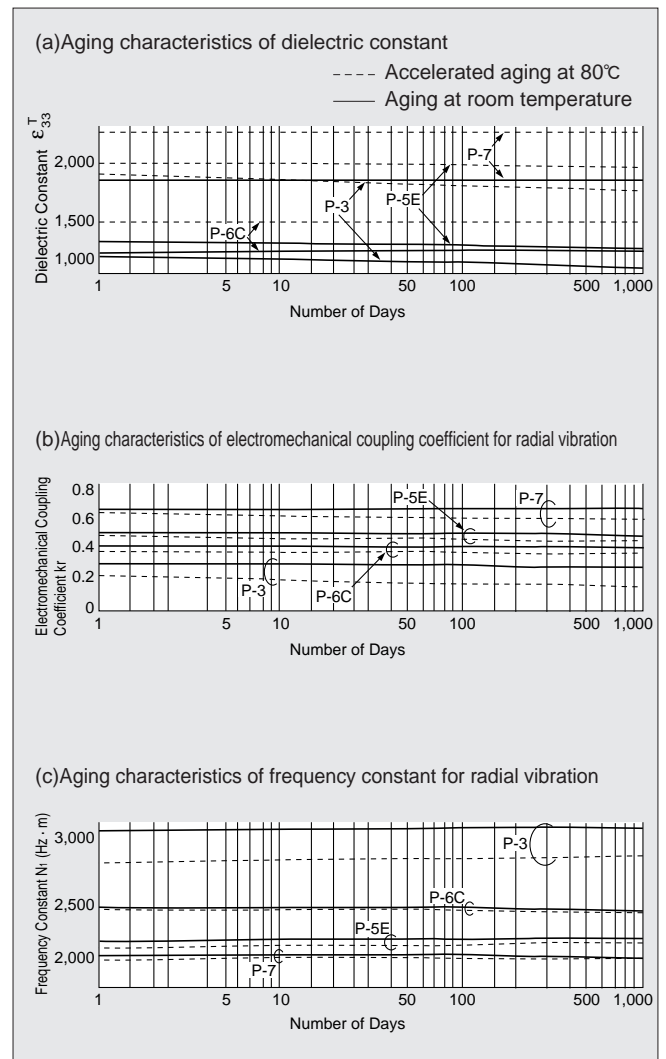 (a)Aging characteristics of dielectric constant
Accelerated aging at 80℃
Aging at room temperature
Dielectric Constant ε33T
2,000
1,500
1,000
P-7
P-3
P-5E
P-6C
1 5 10 50 100 500 1,000
Number of Days
(b)Aging characteristics of electromechanical coupling coefficient for radial vibration
Electromechanical Coupling
Coefficient kr
0.8
0.6
0.4
0.2
0
P-5E
P-7
P-3
P-6C
1 5 10 50 100 500 1,000
Number of Days
(c)Aging characteristics of frequency constant for radial vibration
Frequency Constant N1 (Hz · m)
3,000
2,500
2,000
P-3
P-6C
P-5E
P-7
1 5 10 50 100 500 1,000
Number of Days